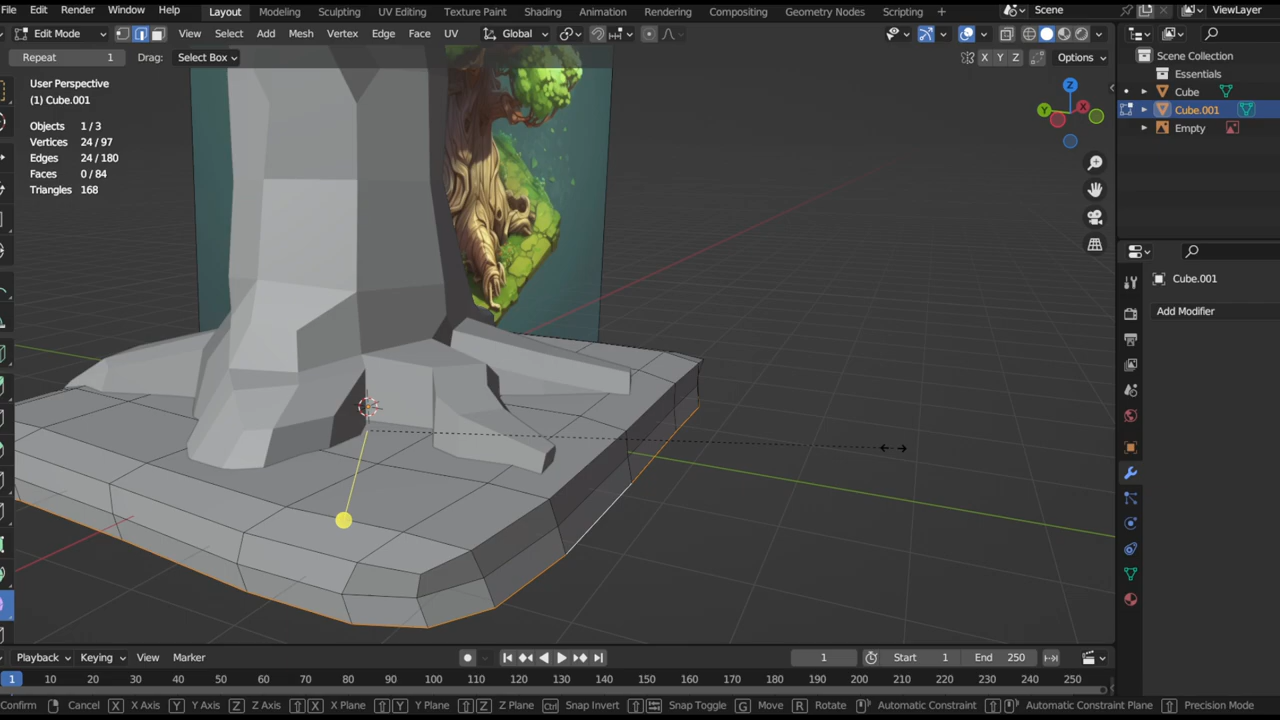 File Edit Render Window Help Layout Modeling Sculpting UV Editing Texture Paint Shading Animation Rendering Compositing Geometry Nodes Scripting + Scene ViewLayer
Edit Mode View Select Add Mesh Vertex Edge Face UV Global
Repeat 1 Drag: Select Box X Y Z Options
User Perspective
(1) Cube.001
Objects 1 / 3
Vertices 24 / 97
Edges 24 / 180
Faces 0 / 84
Triangles 168
Z
Y
X
Scene Collection
Essentials
Cube
Cube.001
Empty
Cube.001
Add Modifier
Playback Keying View Marker 1 Start 1 End 250
1 10 20 30 40 50 60 70 80 90 100 110 120 130 140 150 160 170 180 190 200 210 220 230 240 250
Confirm Cancel X X Axis Y Y Axis Z Z Axis X X Plane Y Y Plane Z Z Plane Ctrl Snap Invert Snap Toggle G Move R Rotate Automatic Constraint Automatic Constraint Plane Precision Mode